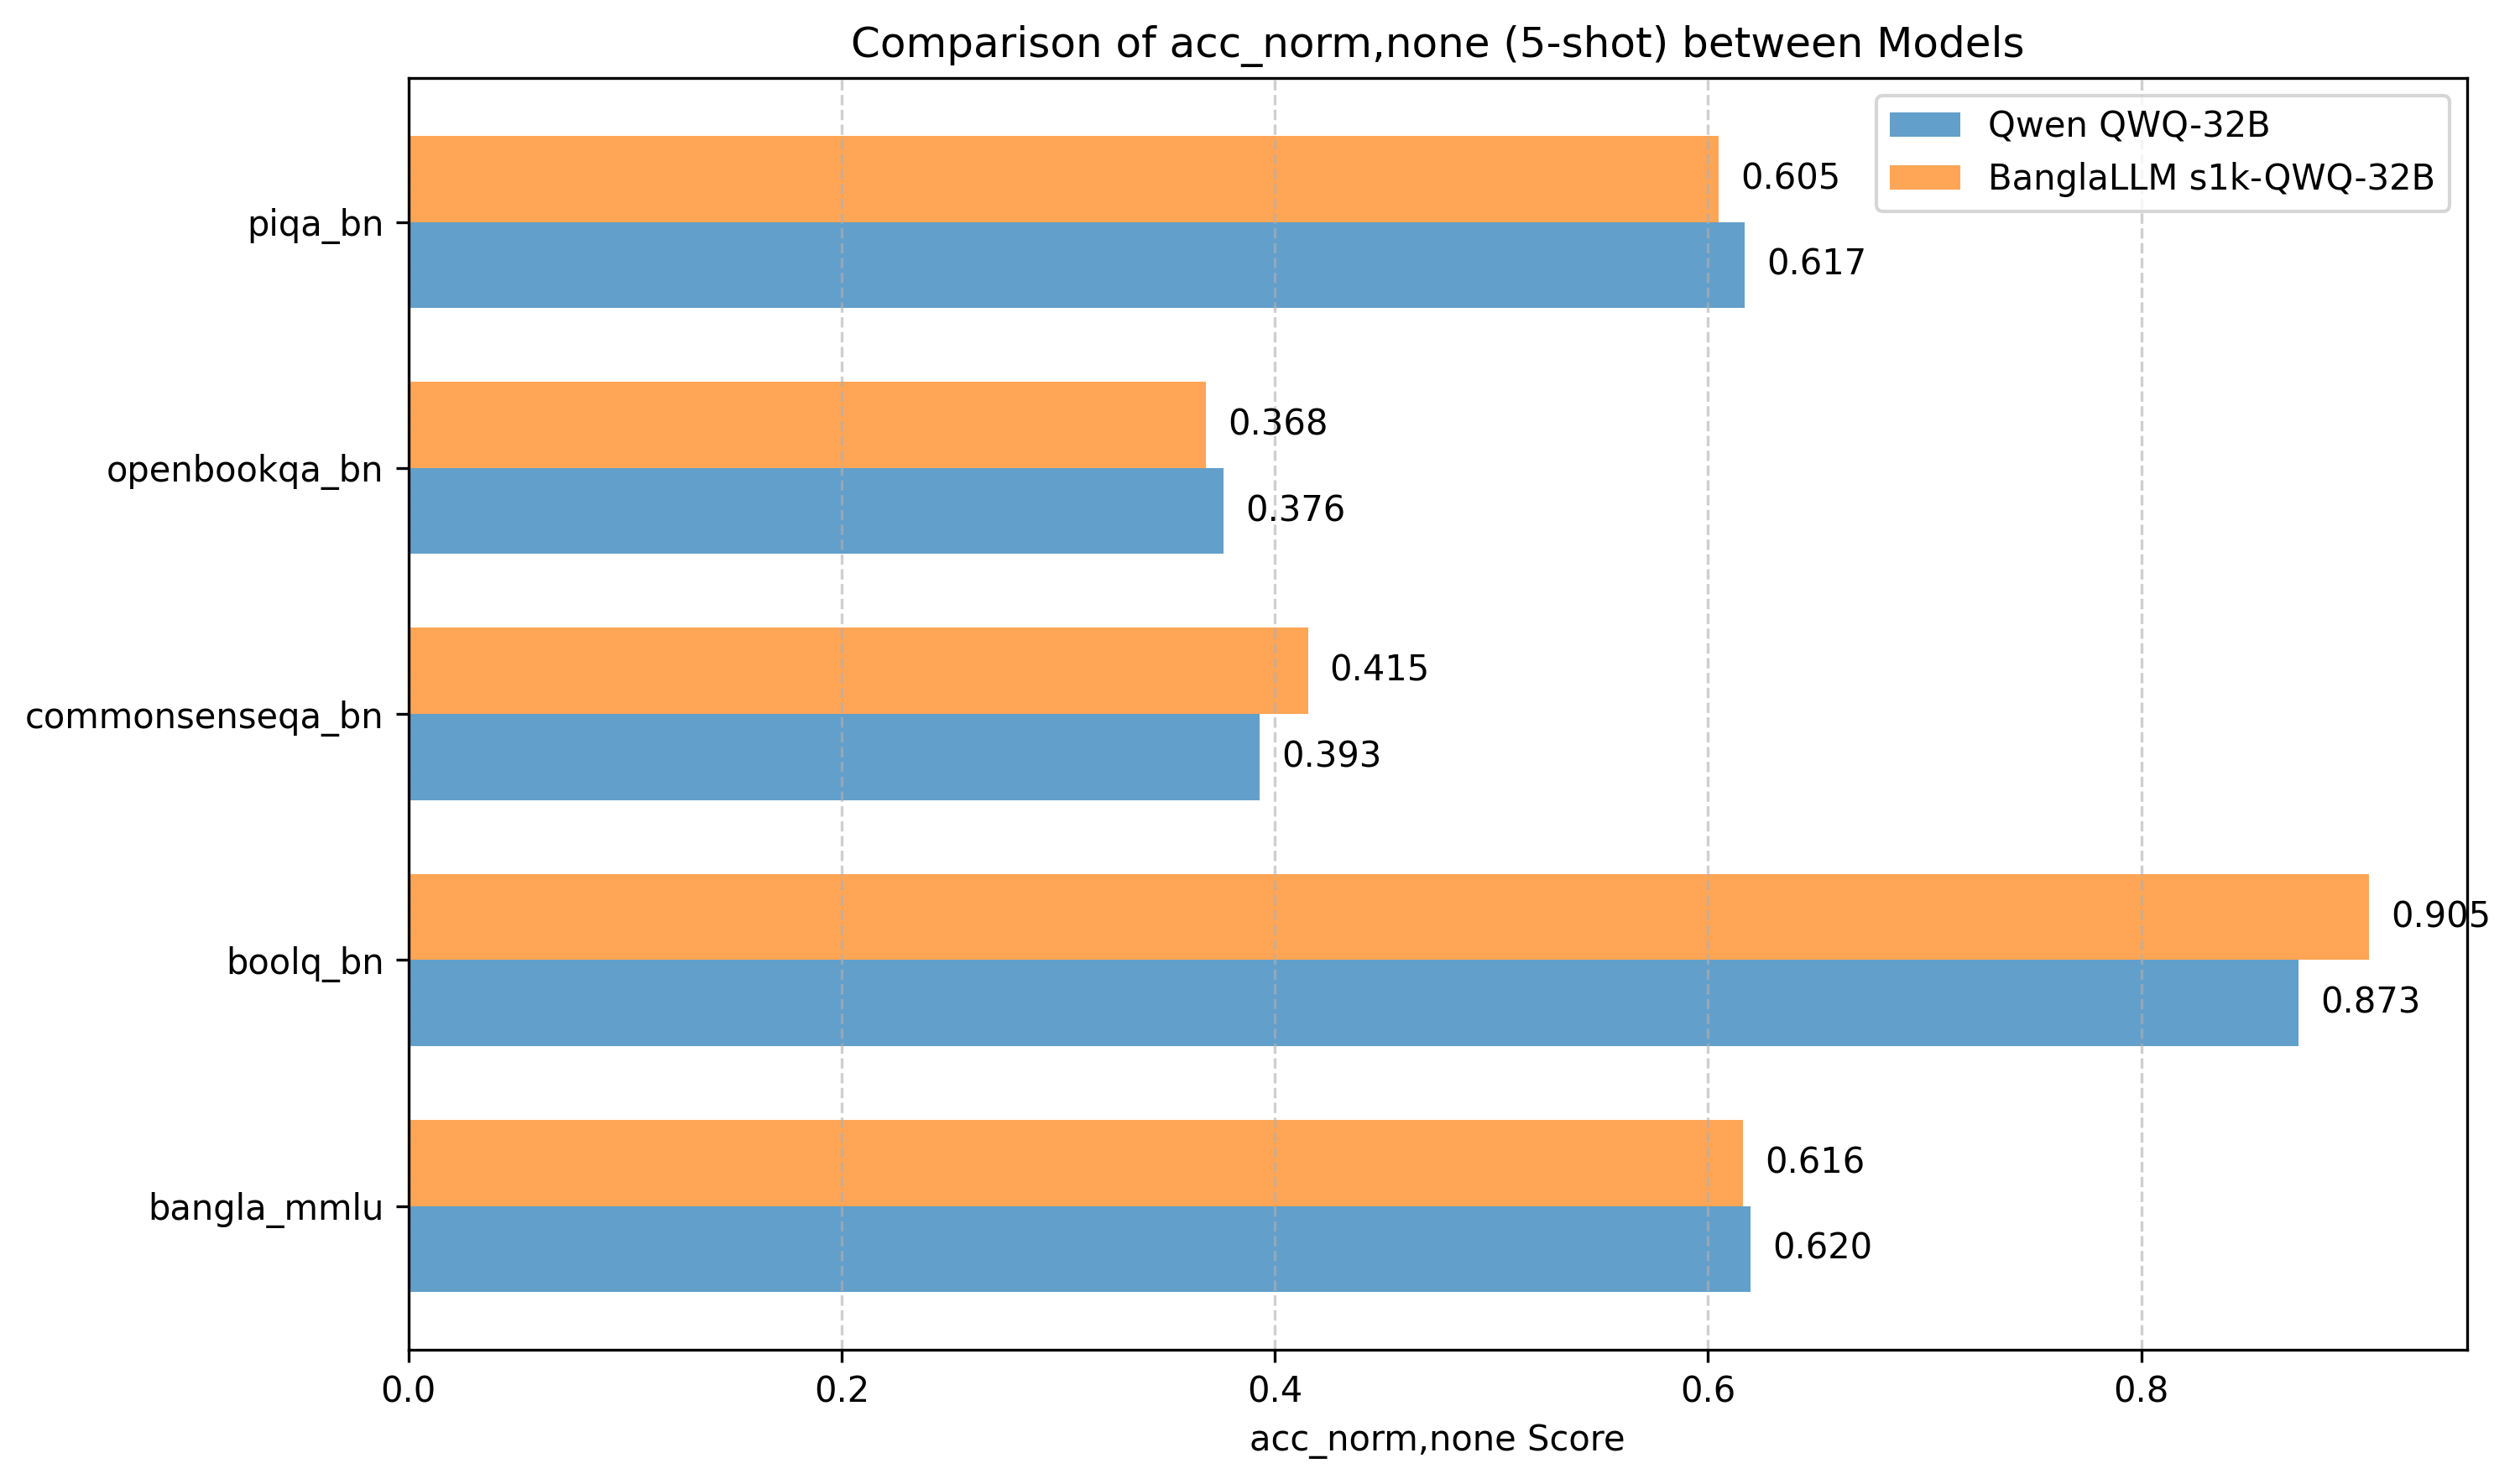 Comparison of acc_norm,none (5-shot) between Models
Qwen QWQ-32B
BanglaLLM s1k-QWQ-32B
piqa_bn
0.605
0.617
openbookqa_bn
0.368
0.376
commonsenseqa_bn
0.415
0.393
boolq_bn
0.905
0.873
bangla_mmlu
0.616
0.620
0.0 0.2 0.4 0.6 0.8
acc_norm,none Score